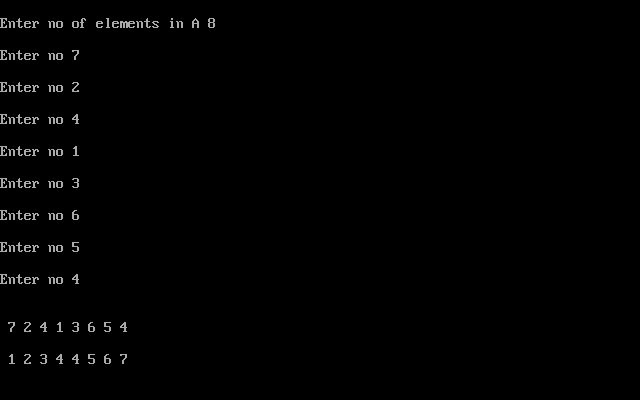 Enter no of elements in A 8
Enter no 7
Enter no 2
Enter no 4
Enter no 1
Enter no 3
Enter no 6
Enter no 5
Enter no 4
7 2 4 1 3 6 5 4
1 2 3 4 4 5 6 7